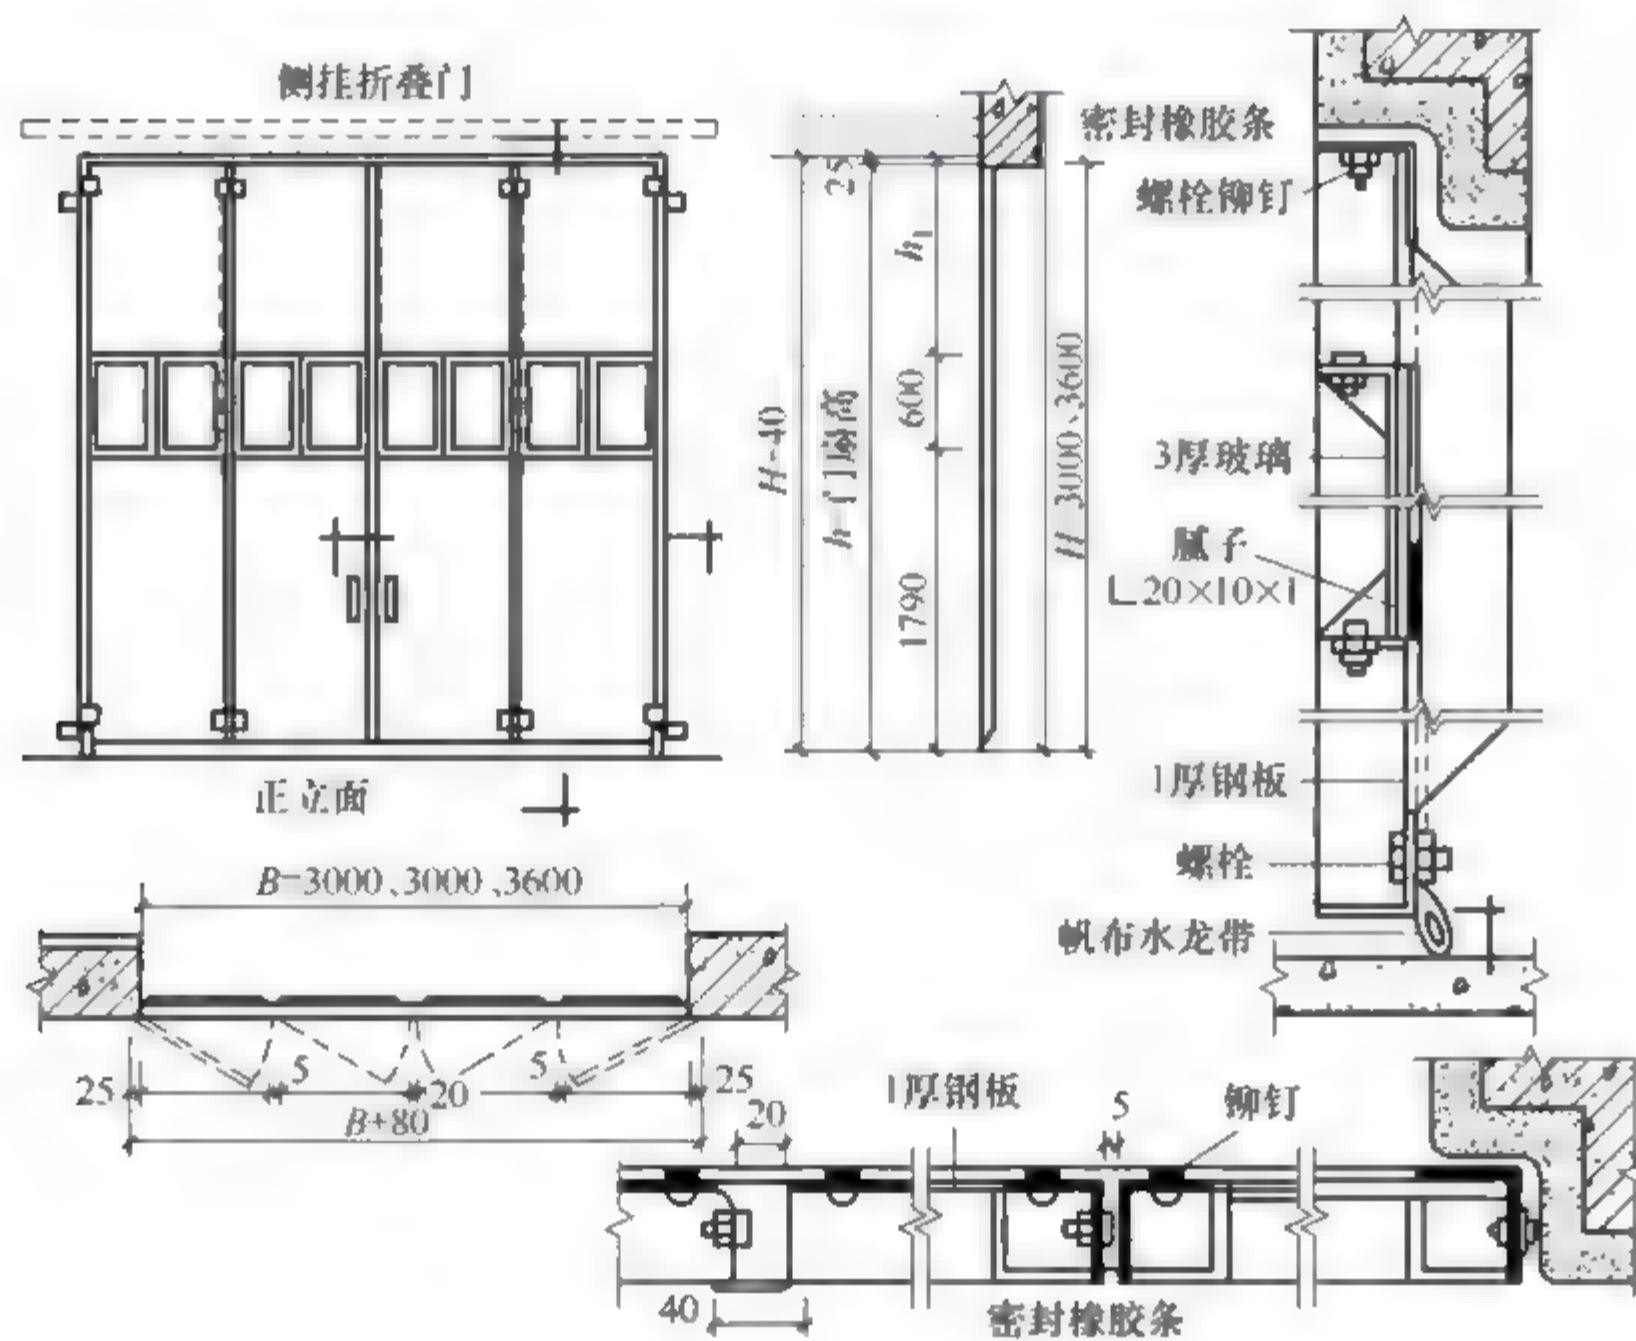 侧挂折叠门
正立面
25
h₁
600
1790
H-40
h-门扇高
H=3000、3600
密封橡胶条
螺栓铆钉
3厚玻璃
腻子
∟20×10×1
1厚钢板
螺栓
帆布水龙带
B=3000、3000、3600
25
5
20
5
25
B+80
20
1厚钢板
5
铆钉
40
密封橡胶条